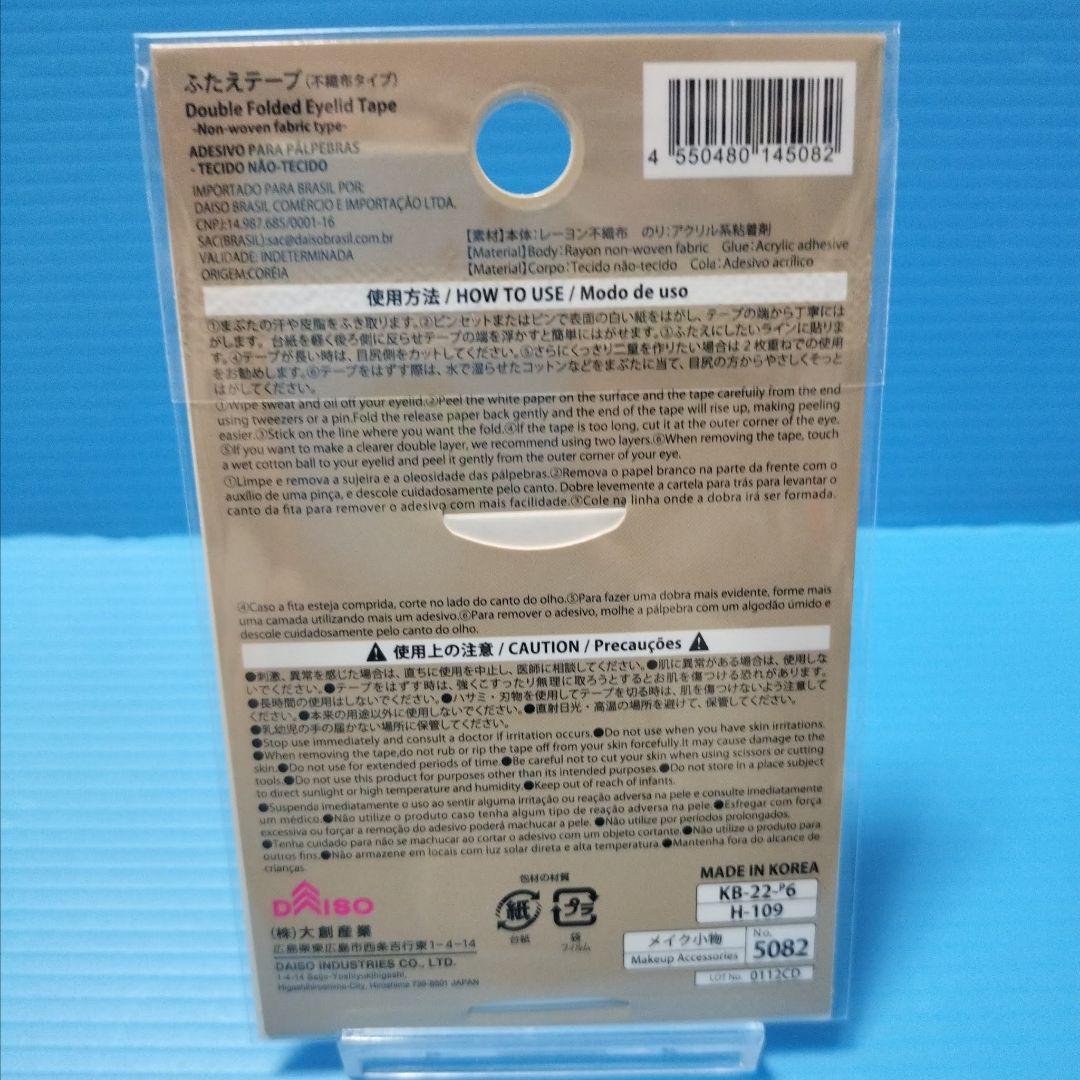 ふたえテープ(不織布タイプ)
Double Folded Eyelid Tape
-Non-woven fabric type-
ADESIVO PARA PÁLPEBRAS
- TECIDO NÃO-TECIDO
IMPORTADO PARA BRASIL POR:
DAISO BRASIL COMÉRCIO E IMPORTAÇÃO LTDA.
CNPJ:14.987.685/0001-16
SAC(BRASIL):sac@daisobrasil.com.br
VALIDADE: INDETERMINADA
ORIGEM:CORÉIA
4 550480 145082
【素材】本体:レーヨン不織布 のり:アクリル系粘着剤
【Material】Body:Rayon non-woven fabric Glue:Acrylic adhesive
【Material】Corpo:Tecido não-tecido Cola:Adesivo acrílico
使用方法 / HOW TO USE / Modo de uso
①まぶたの汗や皮脂をふき取ります。②ピンセットまたはピンで表面の白い紙をはがし、テープの端から丁寧には
がします。台紙を軽く後ろ側に反らせテープの端を浮かすと簡単にはがせます。③ふたえにしたいラインに貼りま
す。④テープが長い時は、目尻側をカットしてください。⑤さらにくっきり二重を作りたい場合は2枚重ねでの使用
をお勧めします。⑥テープをはずす際は、水で湿らせたコットンなどをまぶたに当て、目尻の方からやさしくそっと
はがしてください。
①Wipe sweat and oil off your eyelid.②Peel the white paper on the surface and the tape carefully from the end
using tweezers or a pin.Fold the release paper back gently and the end of the tape will rise up, making peeling
easier.③Stick on the line where you want the fold.④If the tape is too long, cut it at the outer corner of the eye.
⑤If you want to make a clearer double layer, we recommend using two layers.⑥When removing the tape, touch
a wet cotton ball to your eyelid and peel it gently from the outer corner of your eye.
①Limpe e remova a sujeira e a oleosidade das pálpebras.②Remova o papel branco na parte da frente com o
auxílio de uma pinça, e descole cuidadosamente pelo canto. Dobre levemente a cartela para trás para levantar o
canto da fita para remover o adesivo com mais facilidade.③Cole na linha onde a dobra irá ser formada.
④Caso a fita esteja comprida, corte no lado do canto do olho.⑤Para fazer uma dobra mais evidente, forme mais
uma camada utilizando mais um adesivo.⑥Para remover o adesivo, molhe a pálpebra com um algodão úmido e
descole cuidadosamente pelo canto do olho.
使用上の注意 / CAUTION / Precauções
●刺激、異常を感じた場合は、直ちに使用を中止し、医師に相談してください。●肌に異常がある場合は、使用しな
いでください。●テープをはずす時は、強くこすったり無理に取ろうとするとお肌を傷つける恐れがあります。
●長時間の使用はしないでください。●ハサミ・刃物を使用してテープを切る時は、肌を傷つけないよう注意して
ください。●本来の用途以外に使用しないでください。●直射日光・高温の場所を避けて、保管してください。
●乳幼児の手の届かない場所に保管してください。
●Stop use immediately and consult a doctor if irritation occurs.●Do not use when you have skin irritations.
●When removing the tape,do not rub or rip the tape off from your skin forcefully.It may cause damage to the
skin.●Do not use for extended periods of time.●Be careful not to cut your skin when using scissors or cutting
tools.●Do not use this product for purposes other than its intended purposes.●Do not store in a place subject
to direct sunlight or high temperature and humidity.●Keep out of reach of infants.
●Suspenda imediatamente o uso ao sentir alguma irritação ou reação adversa na pele e consulte imediatamente
um médico.●Não utilize o produto caso tenha algum tipo de reação adversa na pele.●Esfregar com força
excessiva ou forçar a remoção do adesivo poderá machucar a pele. ●Não utilize por períodos prolongados.
●Tenha cuidado para não se machucar ao cortar o adesivo com um objeto cortante.●Não utilize o produto para
outros fins.●Não armazene em locais com luz solar direta e alta temperatura.●Mantenha fora do alcance de
crianças.
DAISO
(株)大創産業
広島県東広島市西条吉行東1-4-14
DAISO INDUSTRIES CO., LTD.
1-4-14 Saijo-Yoshiyukihigashi,
Higashihiroshima-City, Hiroshima 739-8501 JAPAN
包材の材質
紙
台紙
プラ
袋
フィルム
MADE IN KOREA
KB-22-P6
H-109
メイク小物
Makeup Accessories
No.
5082
LOT No. 0112CD